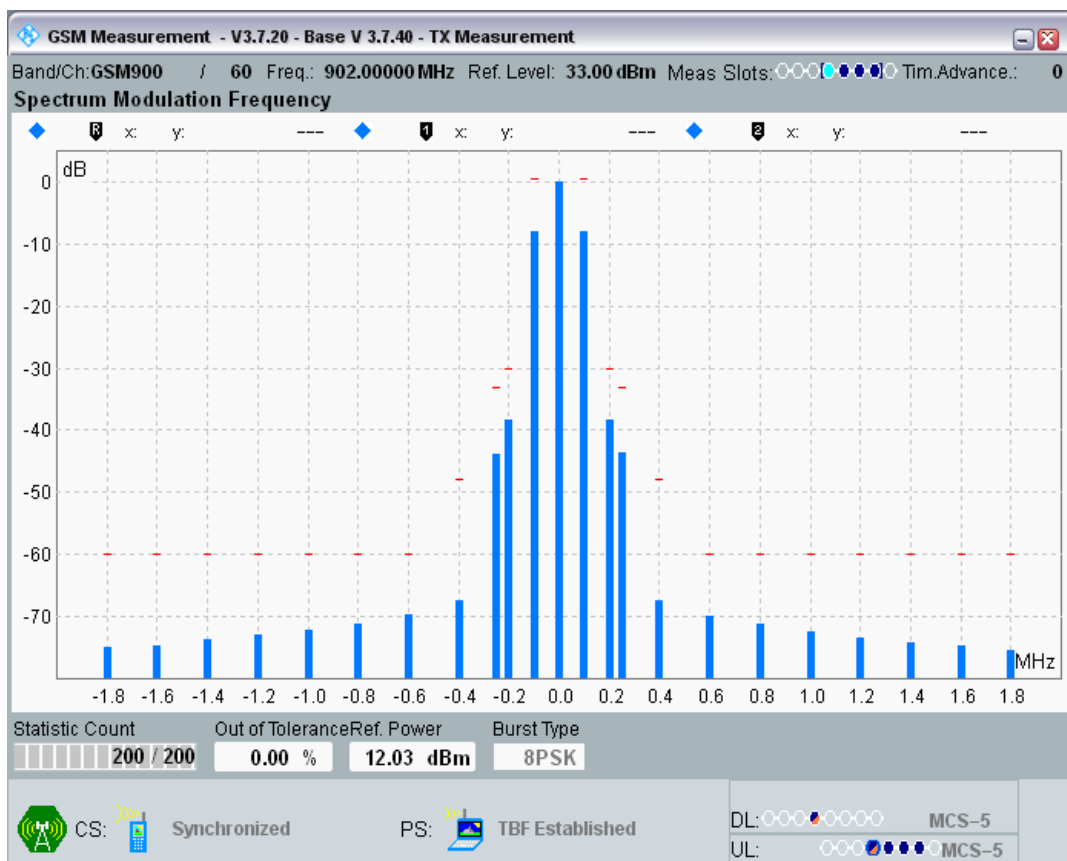 GSM Measurement - V3.7.20 - Base V 3.7.40 - TX Measurement
Band/Ch:GSM900 / 60 Freq.: 902.00000 MHz Ref. Level: 33.00 dBm Meas Slots: Tim.Advance.: 0
Spectrum Modulation Frequency
R x: y: --- 1 x: y: --- 2 x: y: ---
dB
0
-10
-20
-30
-40
-50
-60
-70
MHz
-1.8 -1.6 -1.4 -1.2 -1.0 -0.8 -0.6 -0.4 -0.2 0.0 0.2 0.4 0.6 0.8 1.0 1.2 1.4 1.6 1.8
Statistic Count Out of Tolerance Ref. Power Burst Type
200 / 200 0.00 % 12.03 dBm 8PSK
CS: Synchronized PS: TBF Established
DL: MCS-5
UL: MCS-5